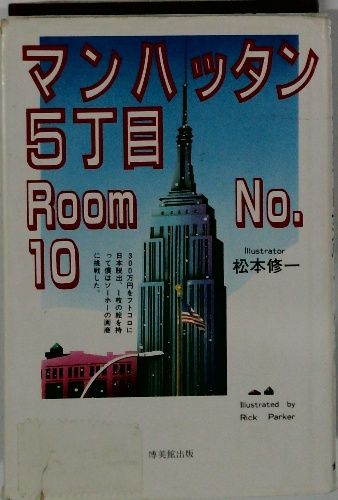 マンハッタン
5丁目
Room No.
10
Illustrator
松本修一
300万円をフトコロに
日本脱出、1枚の絵を持
って僕はソーホーの画廊
に挑戦した。
Illustrated by
Rick Parker
博美館出版